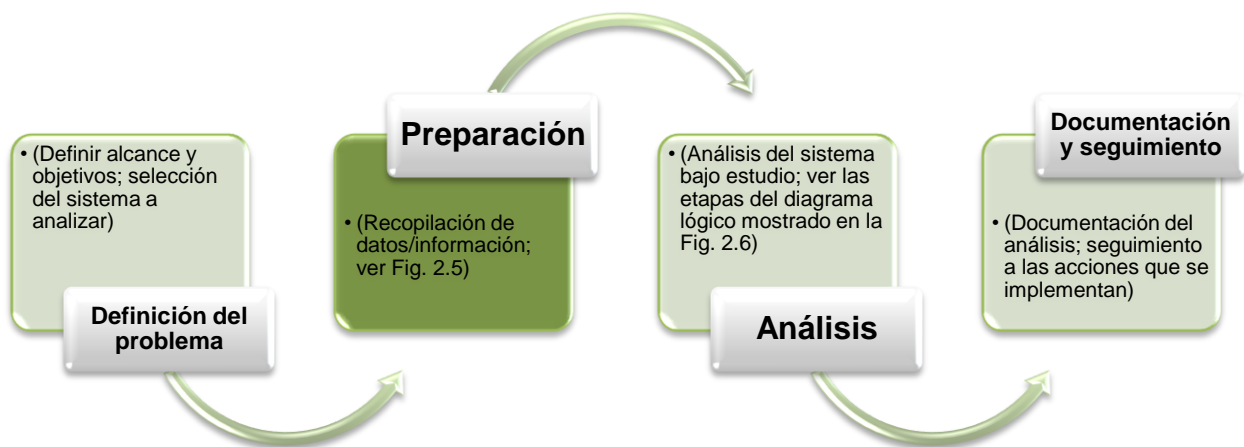 • (Definir alcance y
objetivos; selección
del sistema a
analizar)
Definición del
problema
Preparación
• (Recopilación de
datos/información;
ver Fig. 2.5)
• (Análisis del sistema
bajo estudio; ver las
etapas del diagrama
lógico mostrado en la
Fig. 2.6)
Análisis
Documentación
y seguimiento
• (Documentación del
análisis; seguimiento
a las acciones que se
implementan)